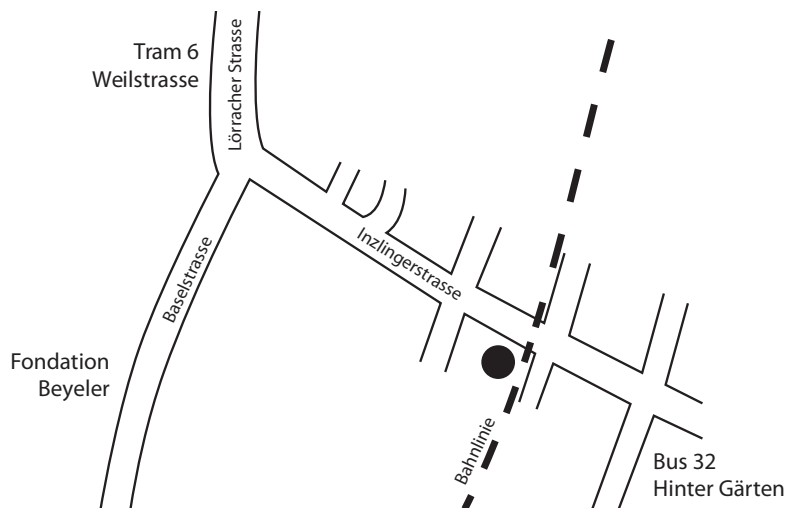 Tram 6
Weilstrasse
Lörracher Strasse
Inzlingerstrasse
Baselstrasse
Fondation
Beyeler
Bahnlinie
Bus 32
Hinter Gärten